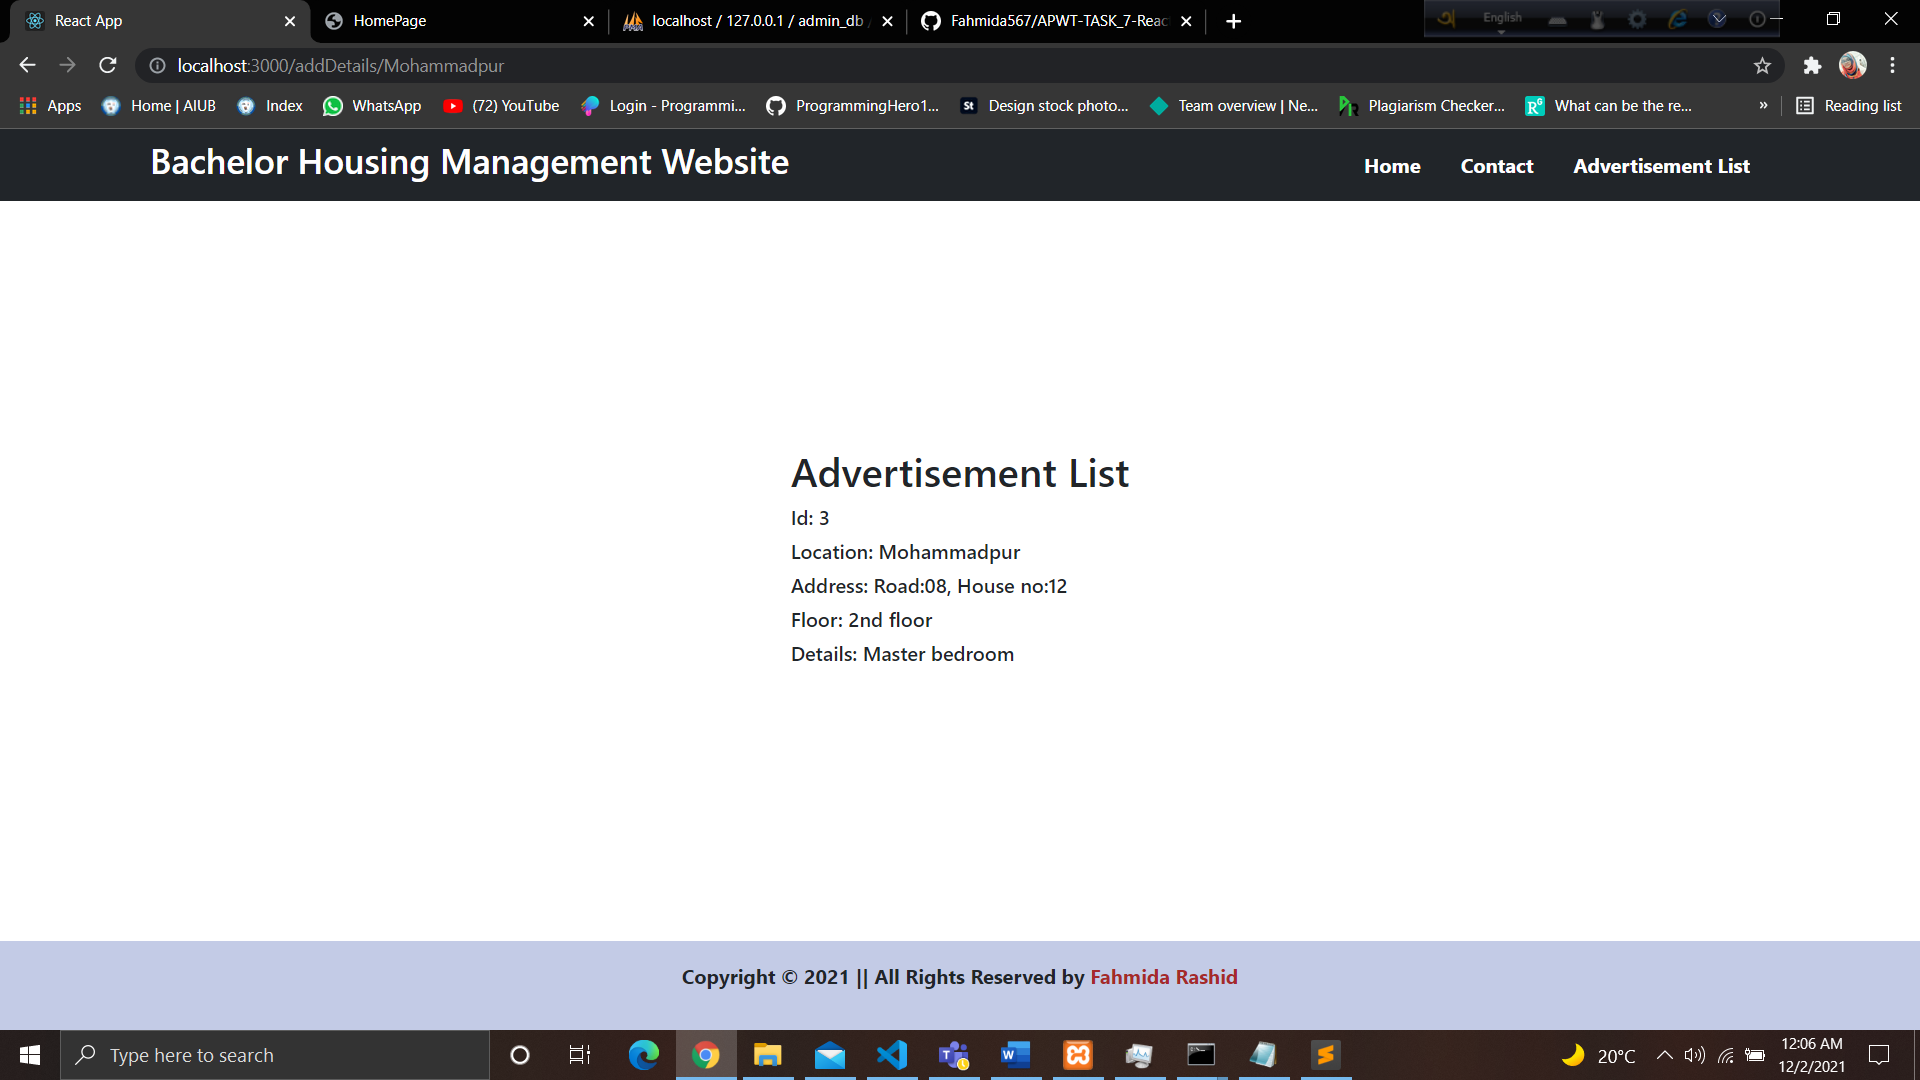 React App
HomePage
localhost / 127.0.0.1 / admin_db
Fahmida567/APWT-TASK_7-Reac
English
localhost:3000/addDetails/Mohammadpur
Apps
Home | AIUB
Index
WhatsApp
(72) YouTube
Login - Programmi...
ProgrammingHero1...
Design stock photo...
Team overview | Ne...
Plagiarism Checker...
What can be the re...
»
Reading list
Bachelor Housing Management Website
Home
Contact
Advertisement List
Advertisement List
Id: 3
Location: Mohammadpur
Address: Road:08, House no:12
Floor: 2nd floor
Details: Master bedroom
Copyright © 2021 || All Rights Reserved by Fahmida Rashid
Type here to search
20°C
12:06 AM
12/2/2021